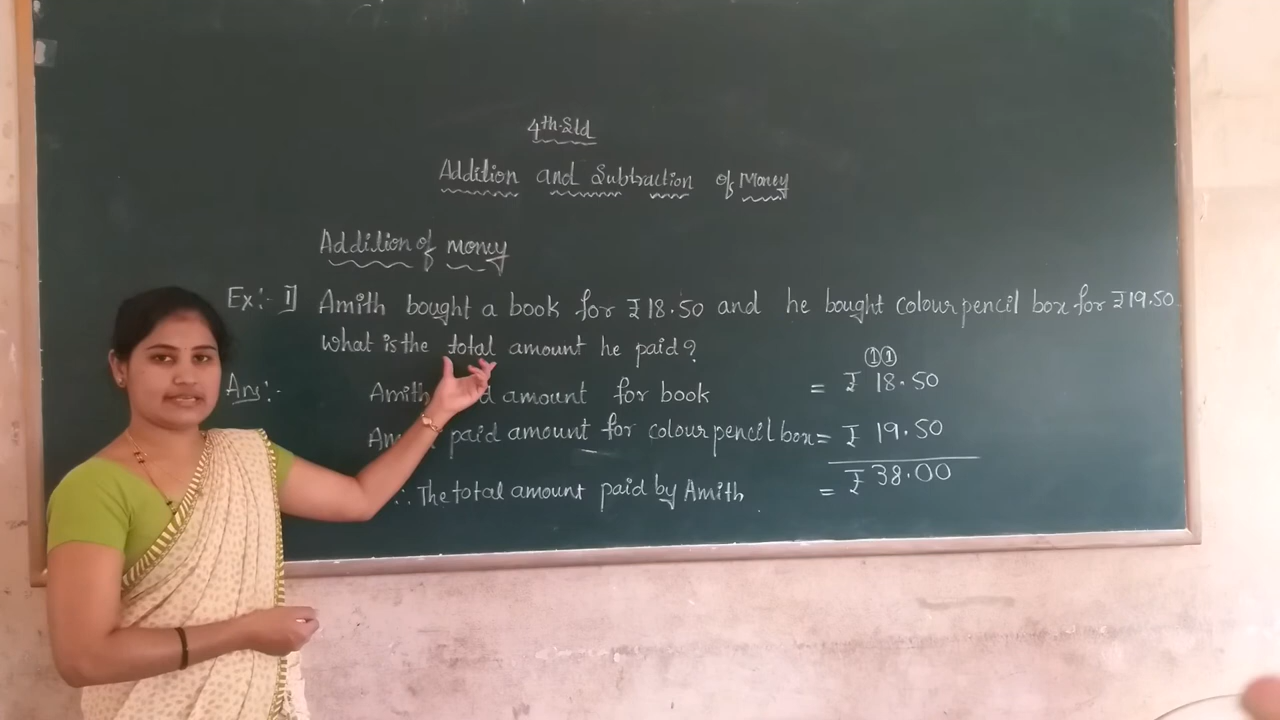 4th Std
Addition and Subtraction of Money
Addition of money
Ex:- 1] Amith bought a book for ₹18.50 and he bought colour pencil box for ₹19.50
What is the total amount he paid?
①①
Ans:- Amith amount for book = ₹ 18.50
paid amount for colour pencil box = ₹ 19.50
∴ The total amount paid by Amith = ₹ 38.00